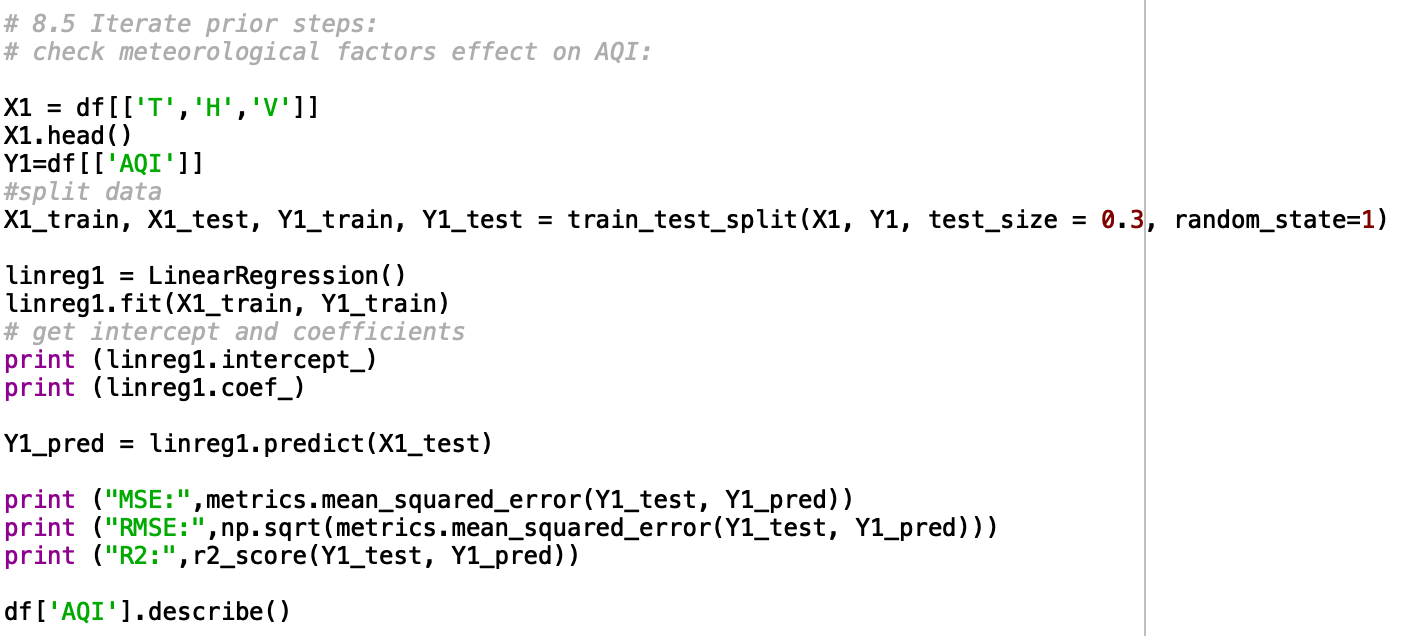 # 8.5 Iterate prior steps:
# check meteorological factors effect on AQI:
X1 = df[['T','H','V']]
X1.head()
Y1=df[['AQI']]
#split data
X1_train, X1_test, Y1_train, Y1_test = train_test_split(X1, Y1, test_size = 0.3, random_state=1)
linreg1 = LinearRegression()
linreg1.fit(X1_train, Y1_train)
# get intercept and coefficients
print (linreg1.intercept_)
print (linreg1.coef_)
Y1_pred = linreg1.predict(X1_test)
print ("MSE:",metrics.mean_squared_error(Y1_test, Y1_pred))
print ("RMSE:",np.sqrt(metrics.mean_squared_error(Y1_test, Y1_pred)))
print ("R2:",r2_score(Y1_test, Y1_pred))
df['AQI'].describe()